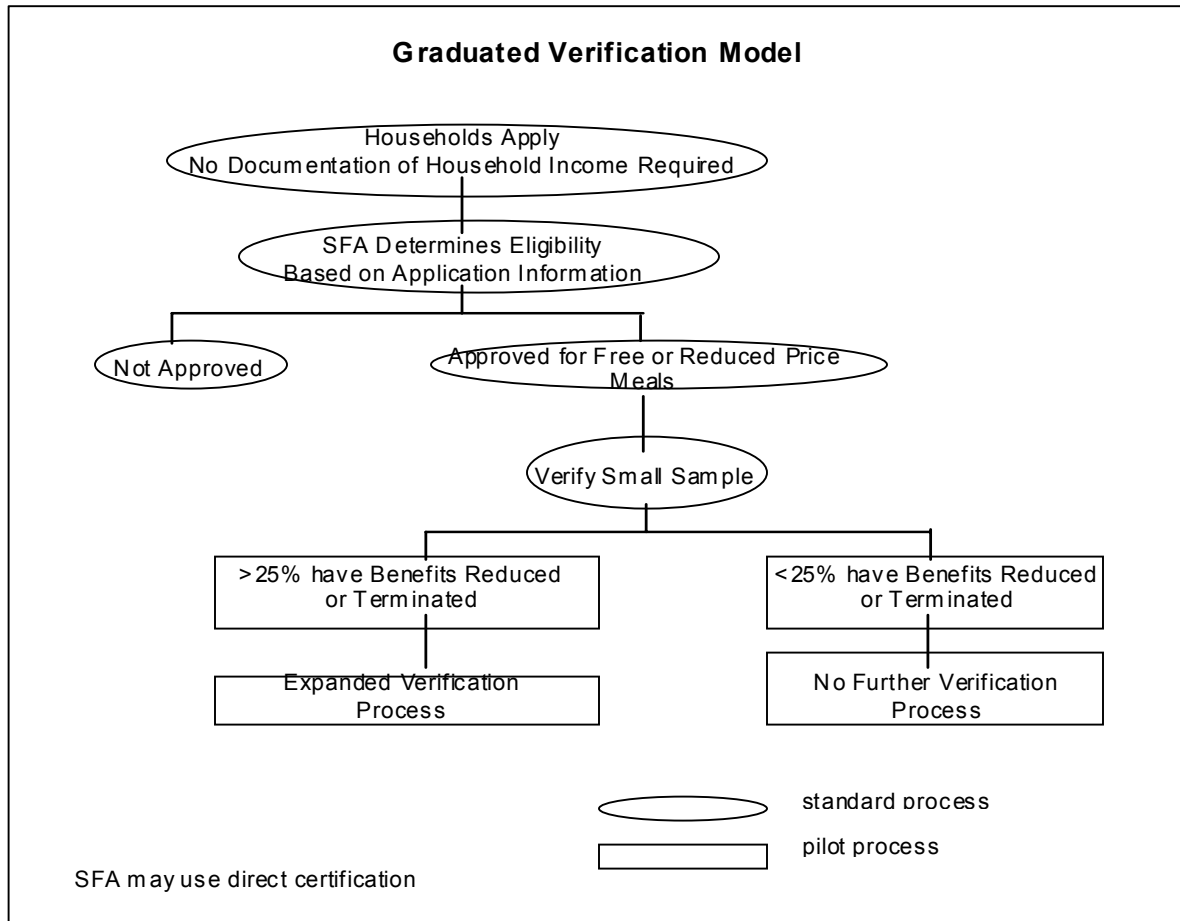 Graduated Verification Model
Households Apply
No Documentation of Household Income Required
SFA Determines Eligibility
Based on Application Information
Not Approved
Approved for Free or Reduced Price
Meals
Verify Small Sample
>25% have Benefits Reduced
or Terminated
<25% have Benefits Reduced
or Terminated
Expanded Verification
Process
No Further Verification
Process
standard process
pilot process
SFA may use direct certification